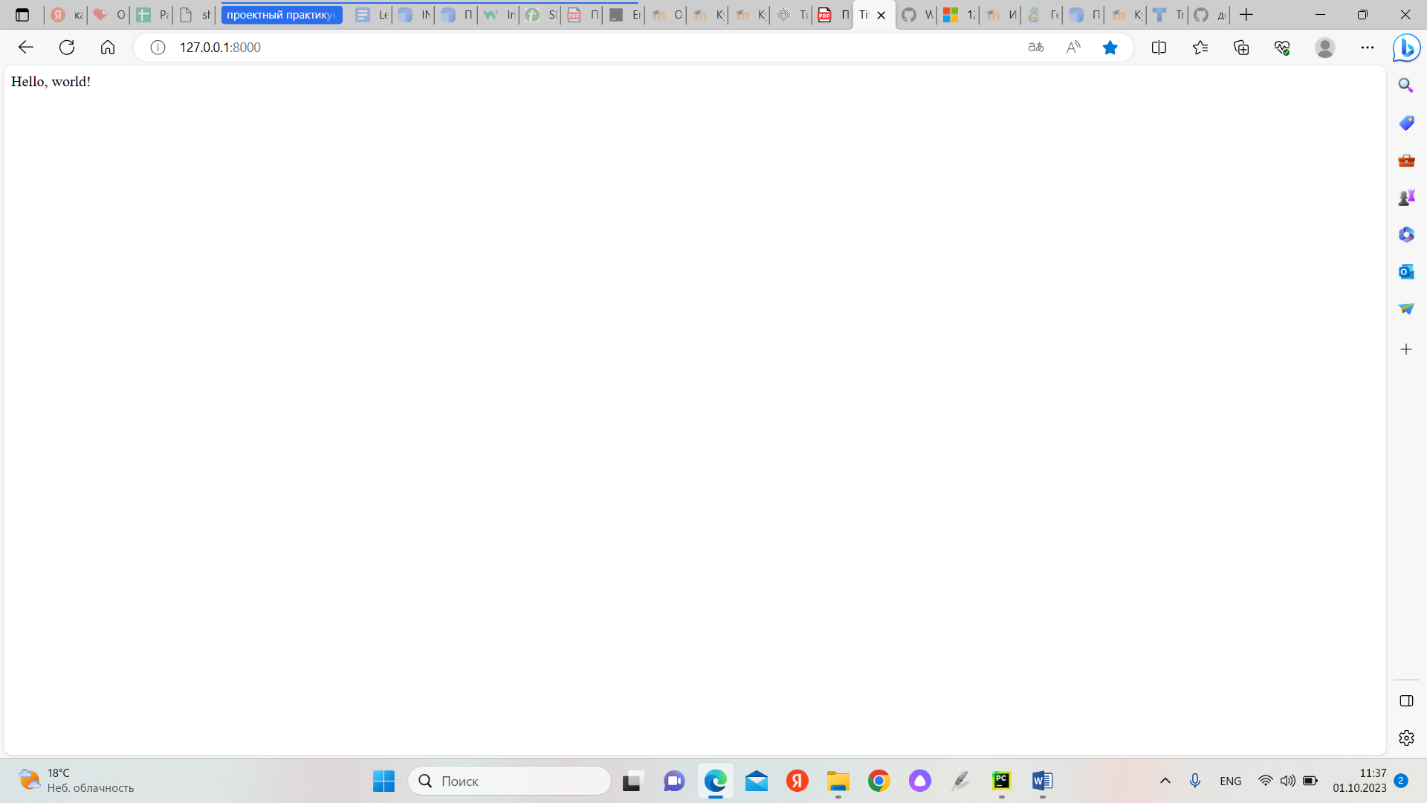 проектный практику
127.0.0.1:8000
Hello, world!
18°C
Неб. облачность
Поиск
ENG
11:37
01.10.2023
2